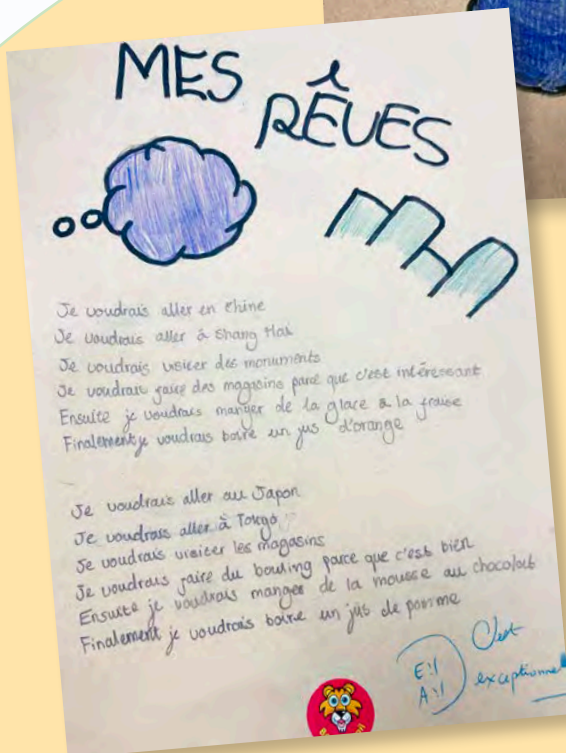 MES
RÊVES
Je voudrais aller en Chine
Je voudrais aller à Shang Hai
Je voudrais visiter des monuments
Je voudrais faire des magasins parce que c'est intéressant
Ensuite je voudrais manger de la glace à la fraise
Finalement je voudrais boire un jus d'orange
Je voudrais aller au Japon
Je voudrais aller à Tokyo
Je voudrais visiter les magasins
Je voudrais faire du bowling parce que c'est bien
Ensuite je voudrais manger de la mousse au chocolat
Finalement je voudrais boire un jus de pomme
E:1
A:1
C'est
exceptionnel